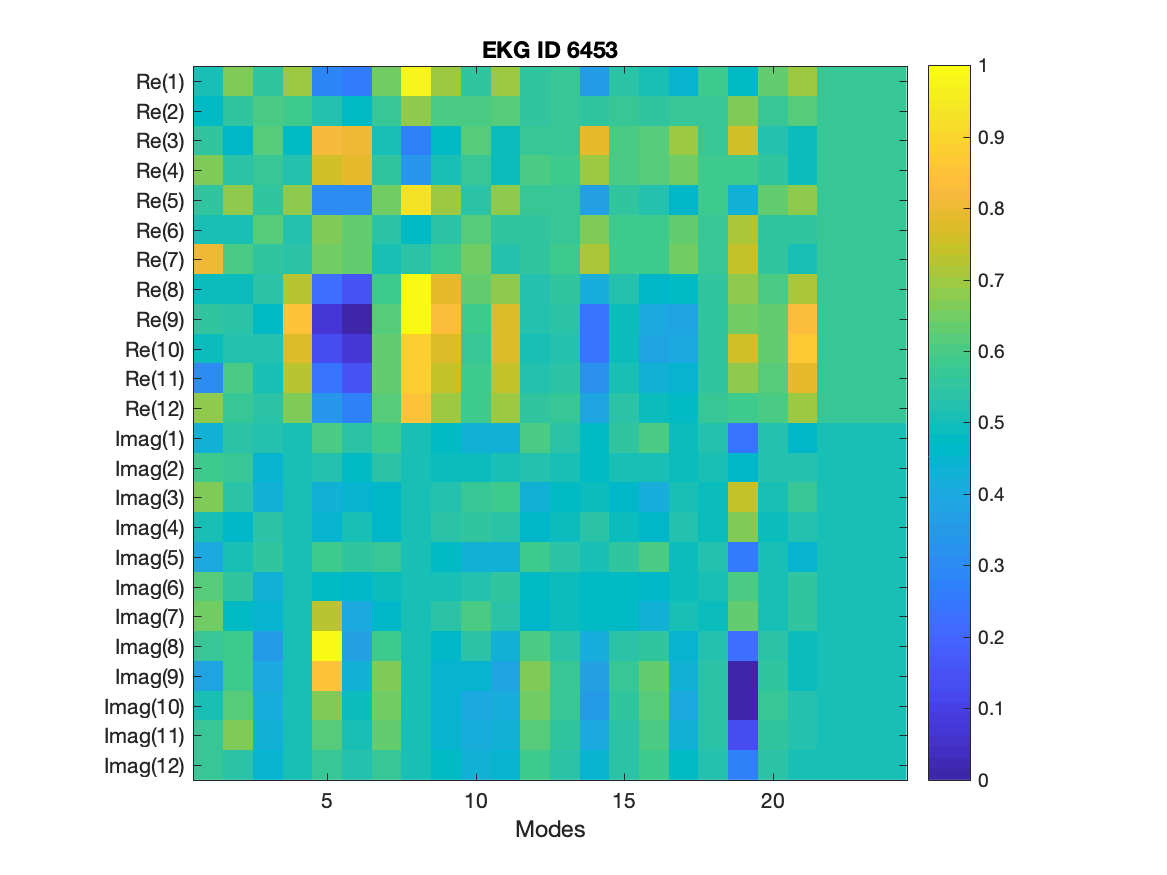 EKG ID 6453
Re(1)
Re(2)
Re(3)
Re(4)
Re(5)
Re(6)
Re(7)
Re(8)
Re(9)
Re(10)
Re(11)
Re(12)
Imag(1)
Imag(2)
Imag(3)
Imag(4)
Imag(5)
Imag(6)
Imag(7)
Imag(8)
Imag(9)
Imag(10)
Imag(11)
Imag(12)
5 10 15 20
Modes
1
0.9
0.8
0.7
0.6
0.5
0.4
0.3
0.2
0.1
0